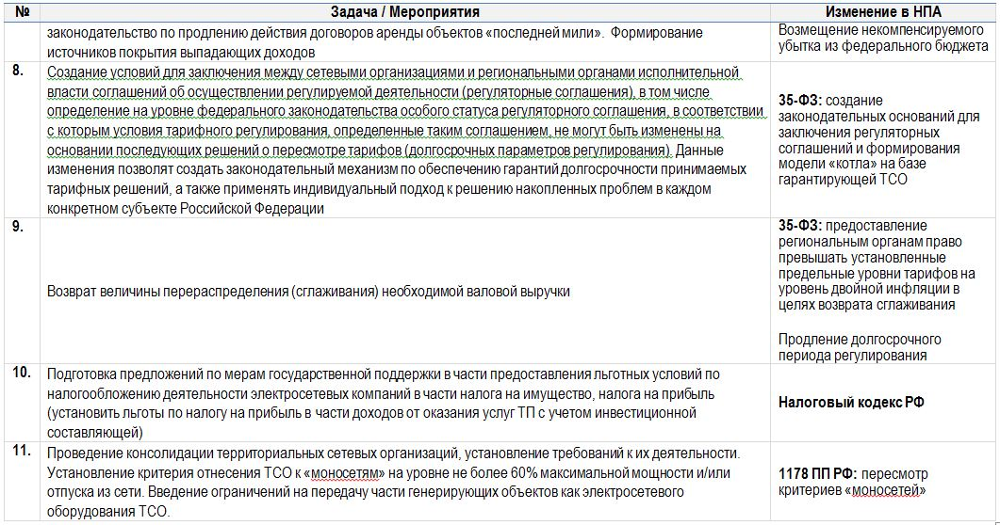 №
Задача / Мероприятия
Изменение в НПА
законодательство по продлению действия договоров аренды объектов «последней мили».  Формирование
источников покрытия выпадающих доходов
Возмещение некомпенсируемого
убытка из федерального бюджета
8.
Создание условий для заключения между сетевыми организациями и региональными органами исполнительной
власти соглашений об осуществлении регулируемой деятельности (регуляторные соглашения), в том числе
определение на уровне федерального законодательства особого статуса регуляторного соглашения, в соответствии
с которым условия тарифного регулирования, определенные таким соглашением, не могут быть изменены на
основании последующих решений о пересмотре тарифов (долгосрочных параметров регулирования). Данные
изменения позволят создать законодательный механизм по обеспечению гарантий долгосрочности принимаемых
тарифных решений, а также применять индивидуальный подход к решению накопленных проблем в каждом
конкретном субъекте Российской Федерации
35-ФЗ: создание
законодательных оснований для
заключения регуляторных
соглашений и формирования
модели «котла» на базе
гарантирующей ТСО
9.
Возврат величины перераспределения (сглаживания) необходимой валовой выручки
35-ФЗ: предоставление
региональным органам право
превышать установленные
предельные уровни тарифов на
уровень двойной инфляции в
целях возврата сглаживания
Продление долгосрочного
периода регулирования
10.
Подготовка предложений по мерам государственной поддержки в части предоставления льготных условий по
налогообложению деятельности электросетевых компаний в части налога на имущество, налога на прибыль
(установить льготы по налогу на прибыль в части доходов от оказания услуг ТП с учетом инвестиционной
составляющей)
Налоговый кодекс РФ
11.
Проведение консолидации территориальных сетевых организаций, установление требований к их деятельности.
Установление критерия отнесения ТСО к «моносетям» на уровне не более 60% максимальной мощности и/или
отпуска из сети. Введение ограничений на передачу части генерирующих объектов как электросетевого
оборудования ТСО.
1178 ПП РФ: пересмотр
критериев «моносетей»